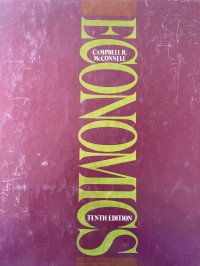 ECONOMICS
CAMPBELL R.
McCONNELL
TENTH EDITION